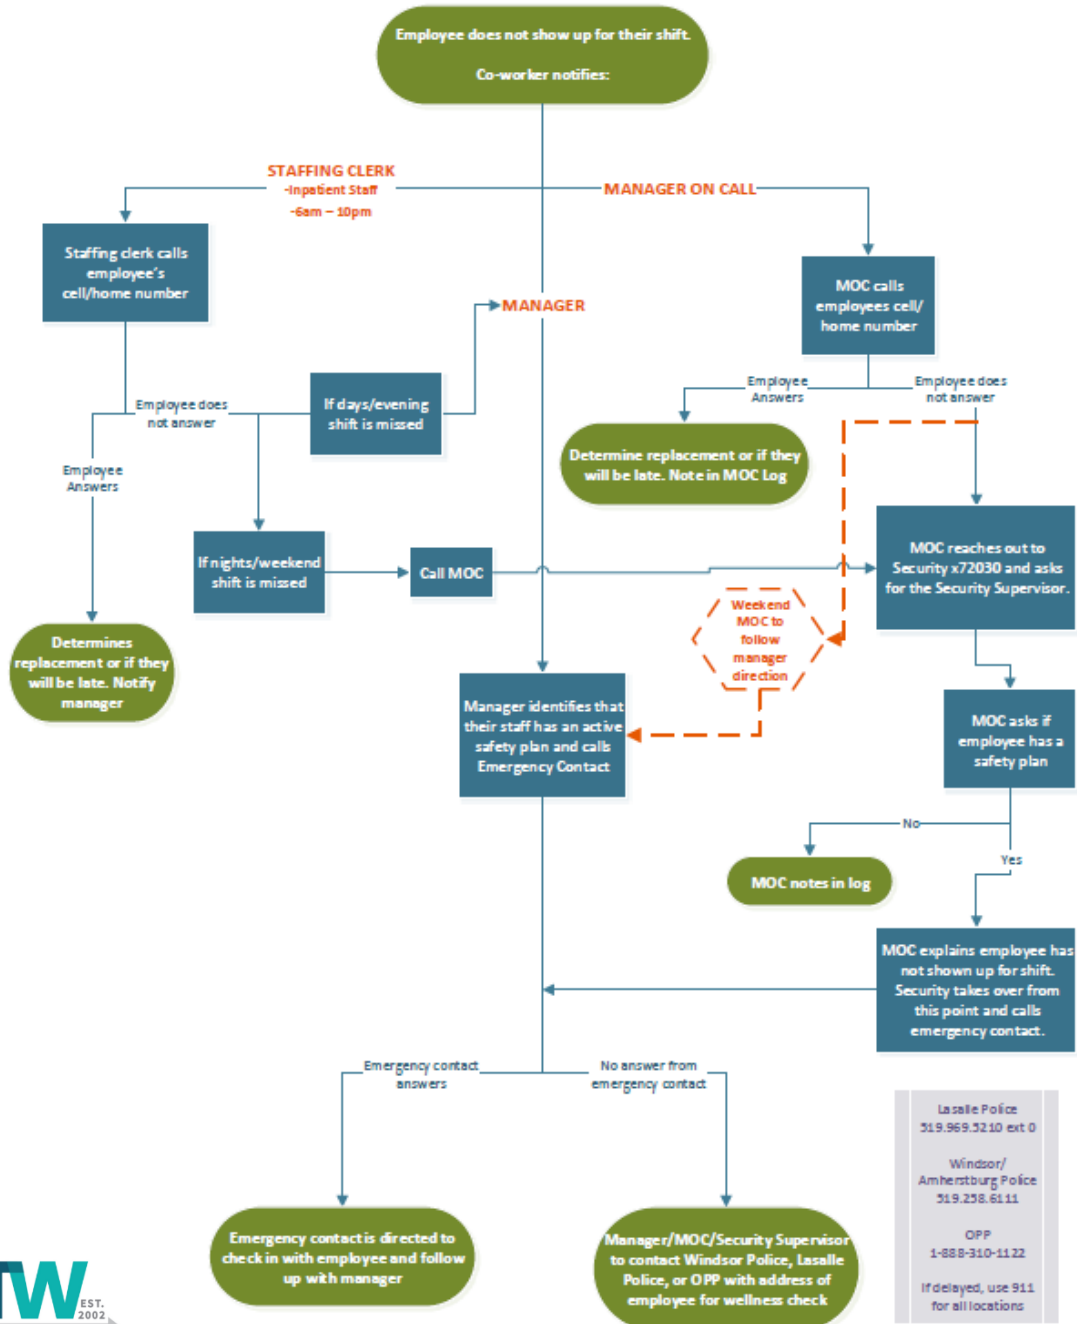 Employee does not show up for their shift.
Co-worker notifies:
STAFFING CLERK
-Inpatient Staff
-6am – 10pm
MANAGER ON CALL
Staffing clerk calls
employee's
cell/home number
MOC calls
employees cell/
home number
MANAGER
Employee
Answers
Employee does
not answer
If days/evening
shift is missed
Employee does
not answer
Determine replacement or if they
will be late. Note in MOC Log
Employee
Answers
If nights/weekend
shift is missed
Call MOC
MOC reaches out to
Security x72030 and asks
for the Security Supervisor.
Weekend
MOC to
follow
manager
direction
Determines
replacement or if they
will be late. Notify
manager
Manager identifies that
their staff has an active
safety plan and calls
Emergency Contact
MOC asks if
employee has a
safety plan
No
Yes
MOC notes in log
MOC explains employee has
not shown up for shift.
Security takes over from
this point and calls
emergency contact.
Emergency contact
answers
No answer from
emergency contact
Lasalle Police
519.969.5210 ext 0
Windsor/
Amherstburg Police
519.258.6111
OPP
1-888-310-1122
If delayed, use 911
for all locations
Emergency contact is directed to
check in with employee and follow
up with manager
Manager/MOC/Security Supervisor
to contact Windsor Police, Lasalle
Police, or OPP with address of
employee for wellness check
W
EST.
2002